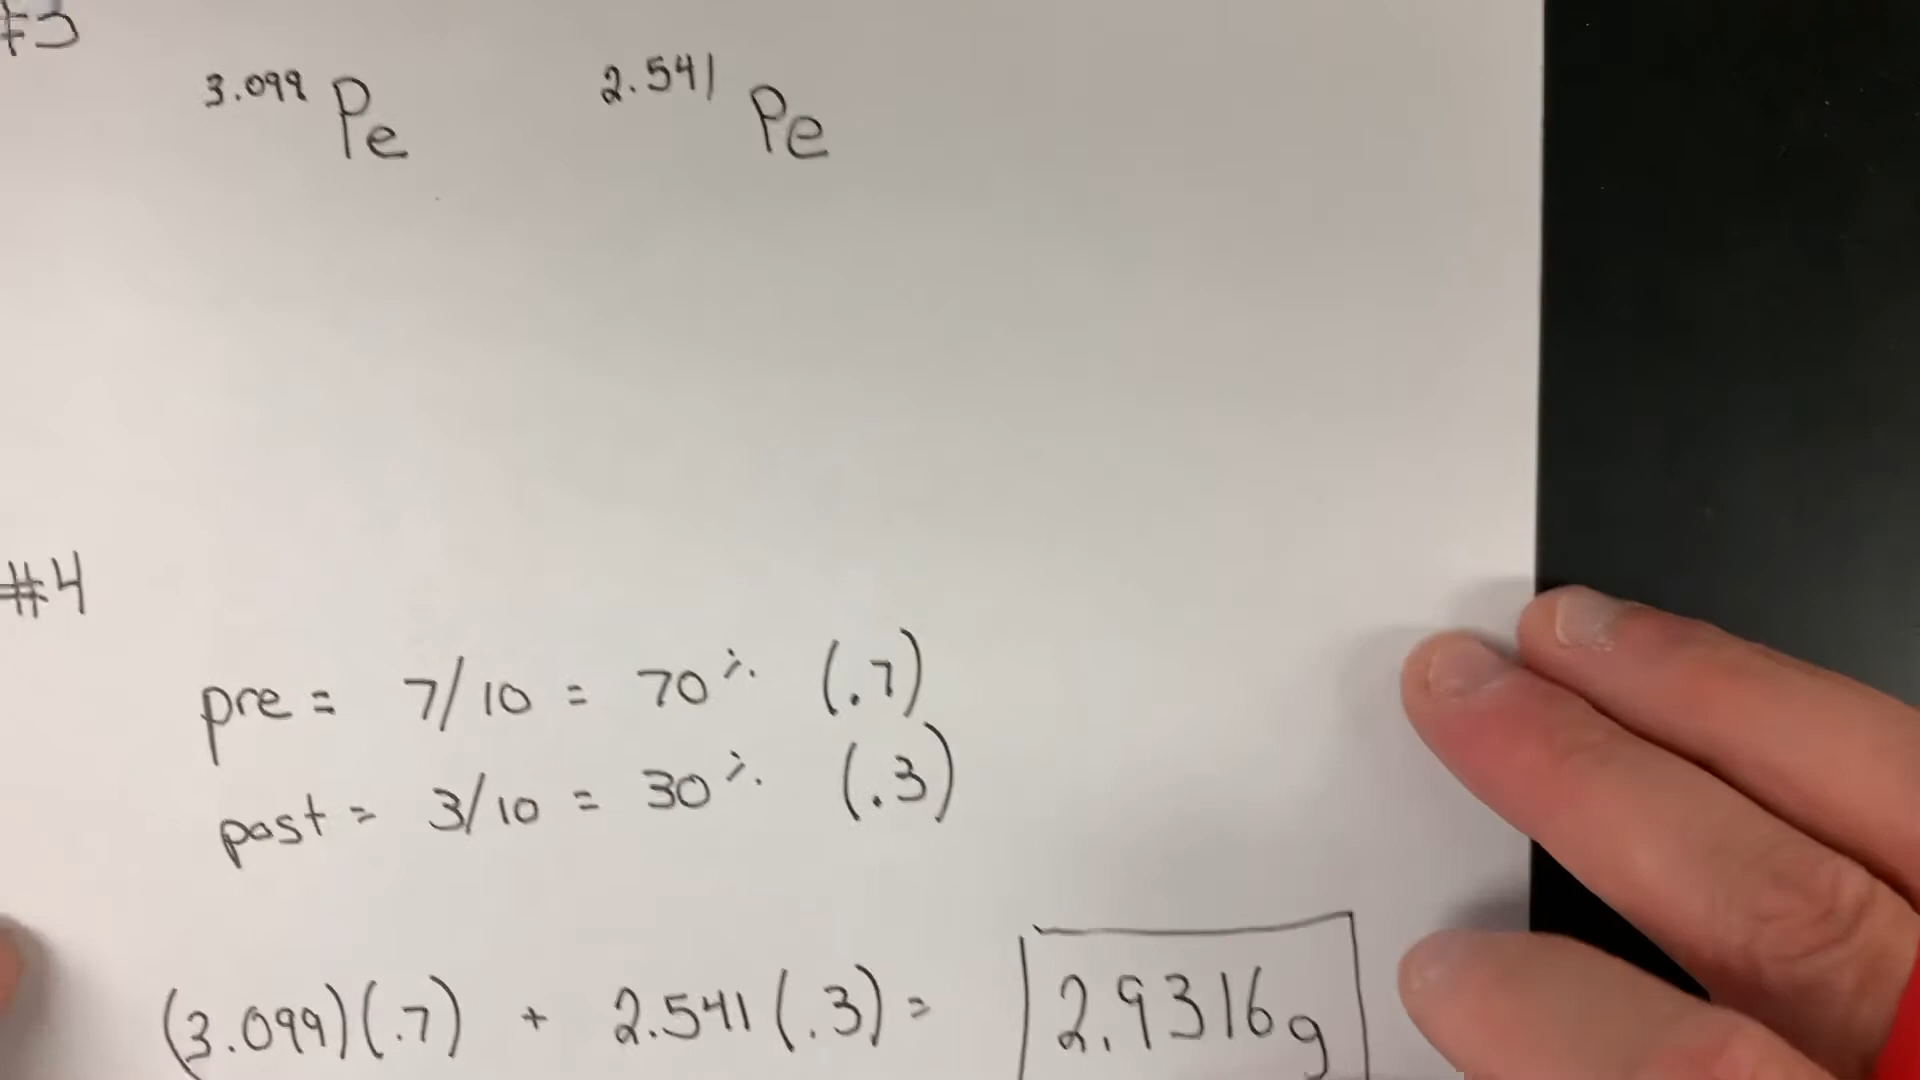 #3
3.099 Pe 2.541 Pe
#4
pre = 7/10 = 70% (.7)
post = 3/10 = 30% (.3)
(3.099)(.7) + 2.541(.3) = 2.9316g